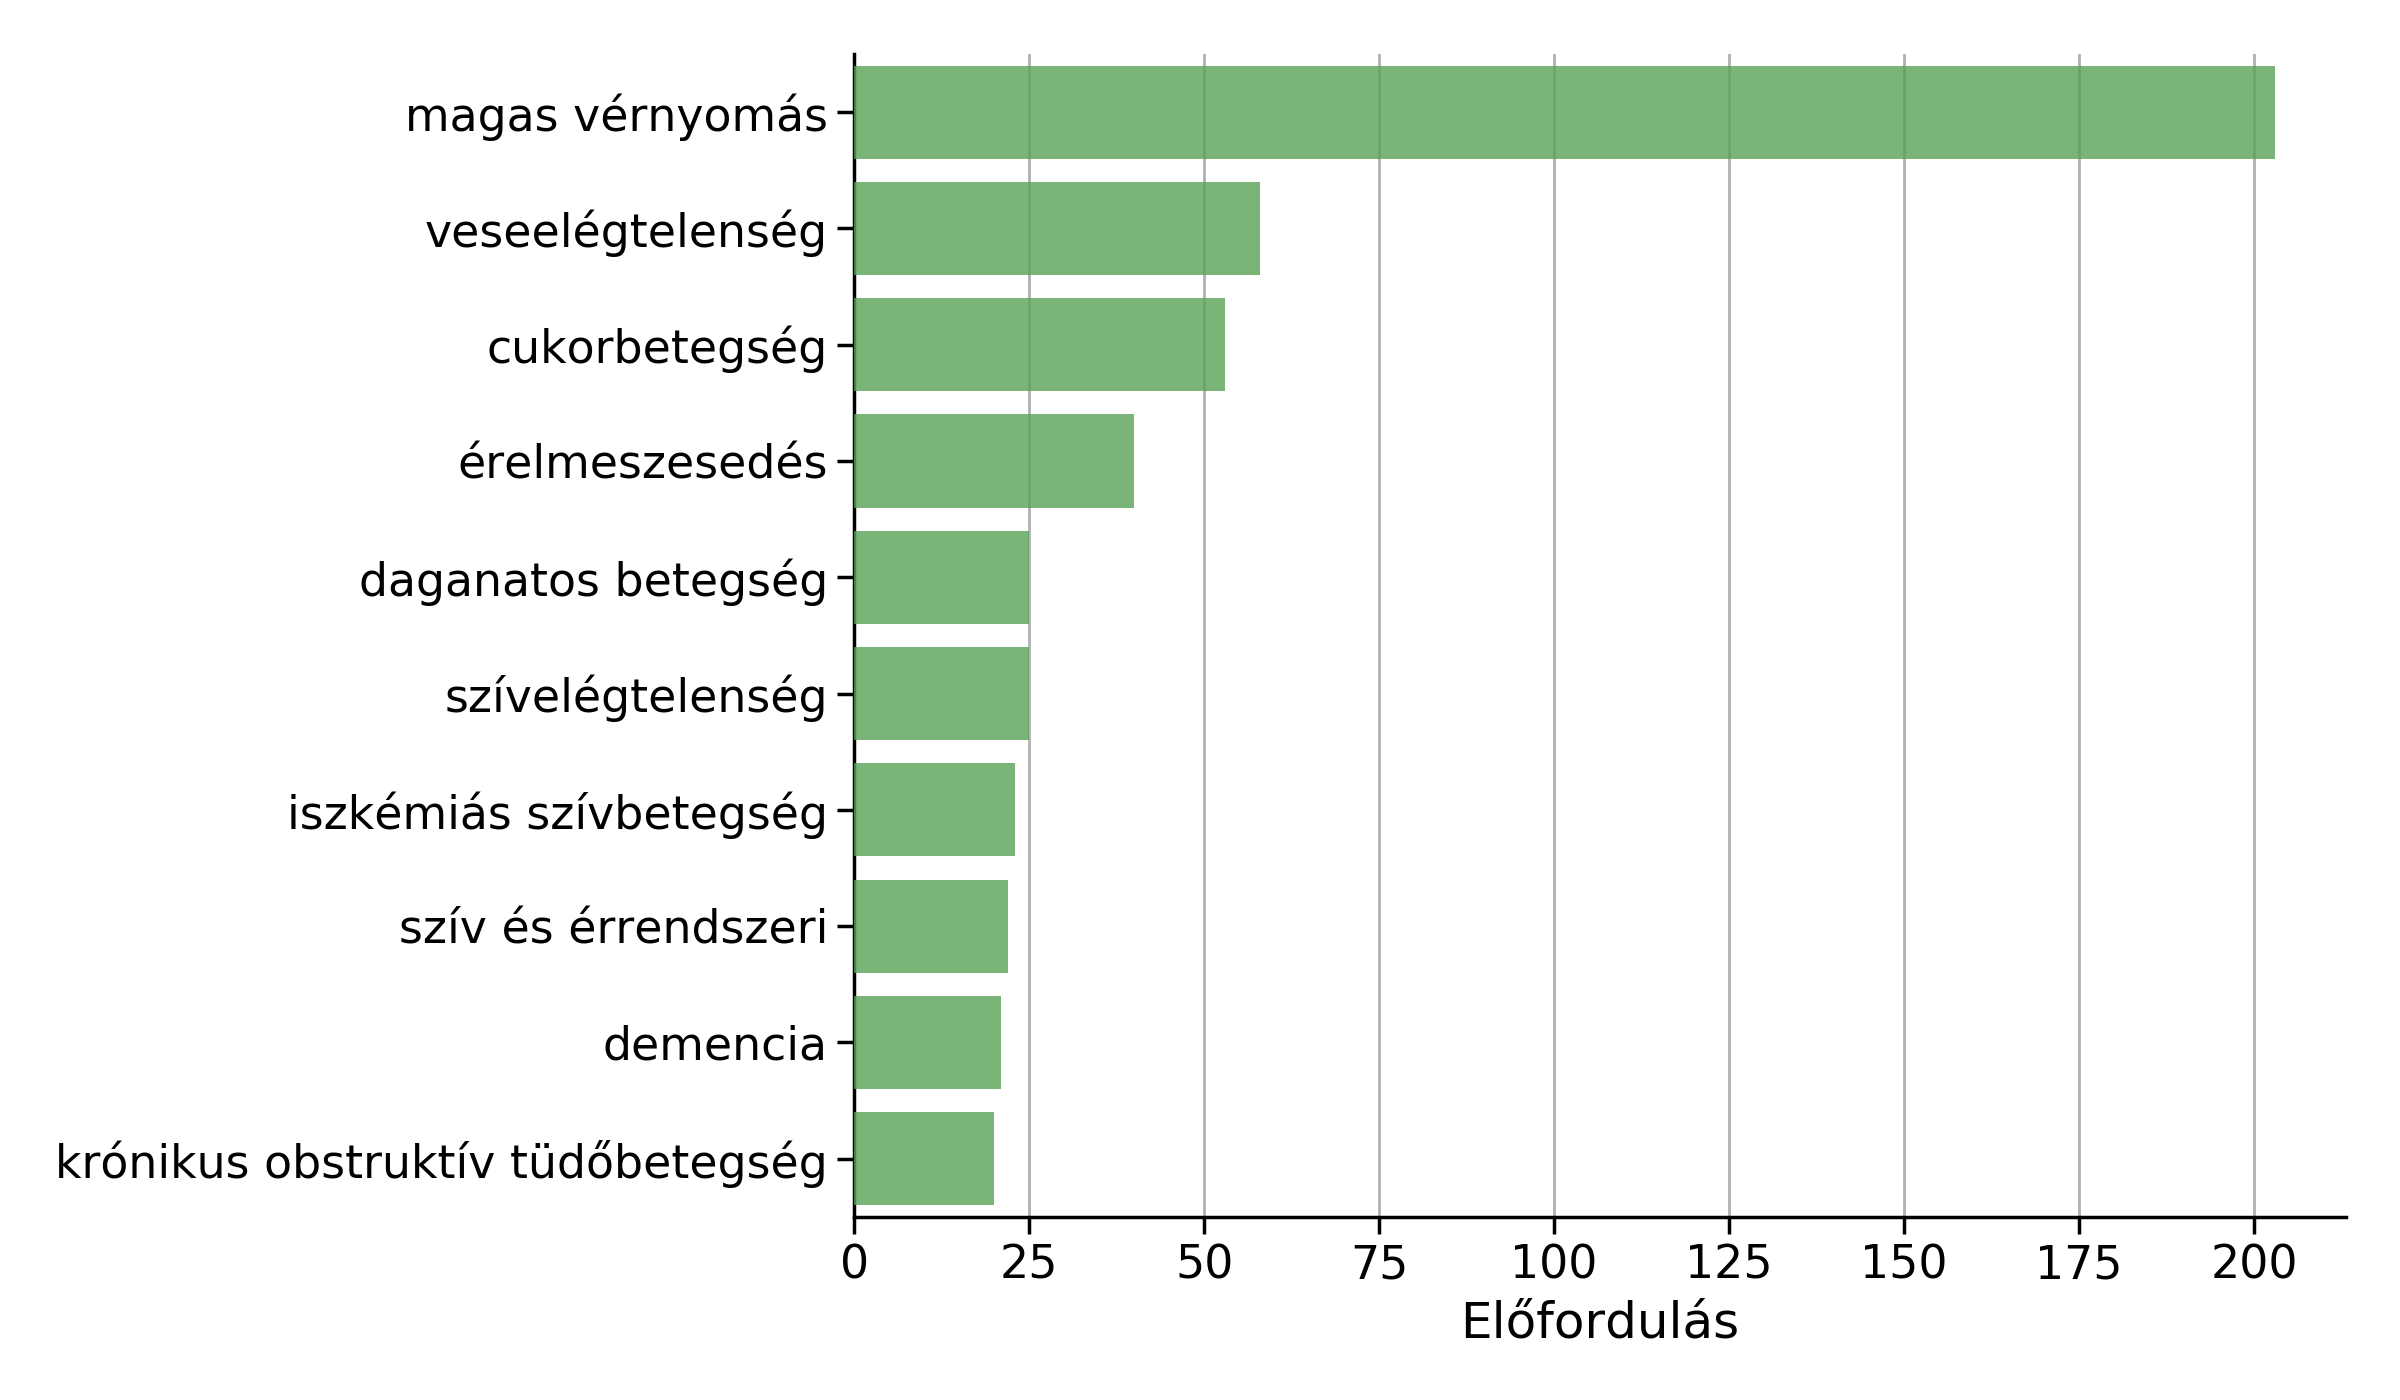 magas vérnyomás
veseelégtelenség
cukorbetegség
érelmeszesedés
daganatos betegség
szívelégtelenség
iszkémiás szívbetegség
szív és érrendszeri
demencia
krónikus obstruktív tüdőbetegség
0 25 50 75 100 125 150 175 200
Előfordulás